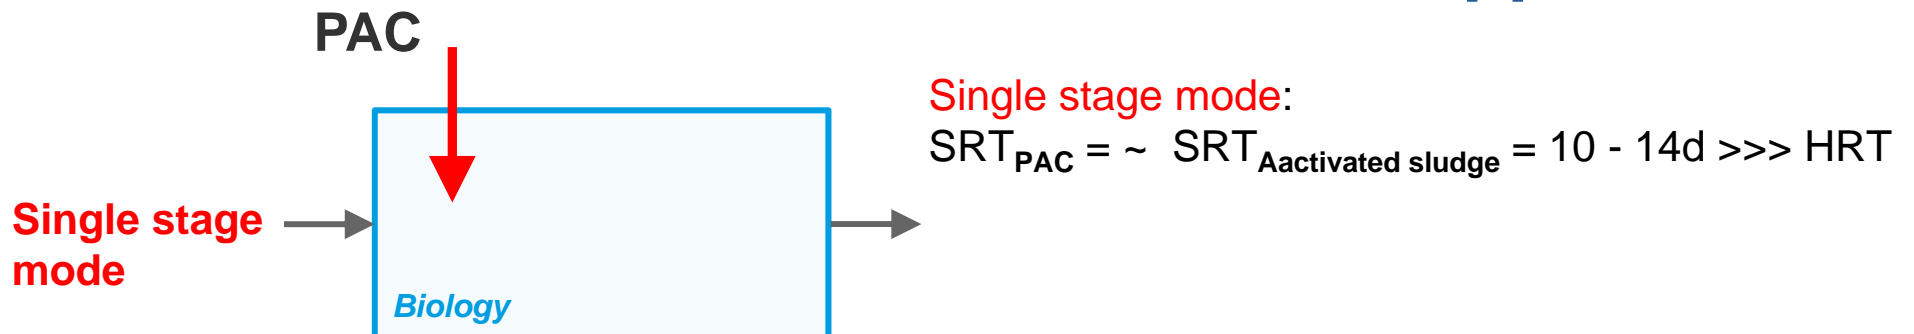 PAC
Single stage mode:
SRTPAC = ~ SRTAactivated sludge = 10 - 14d >>> HRT
Single stage
mode
Biology